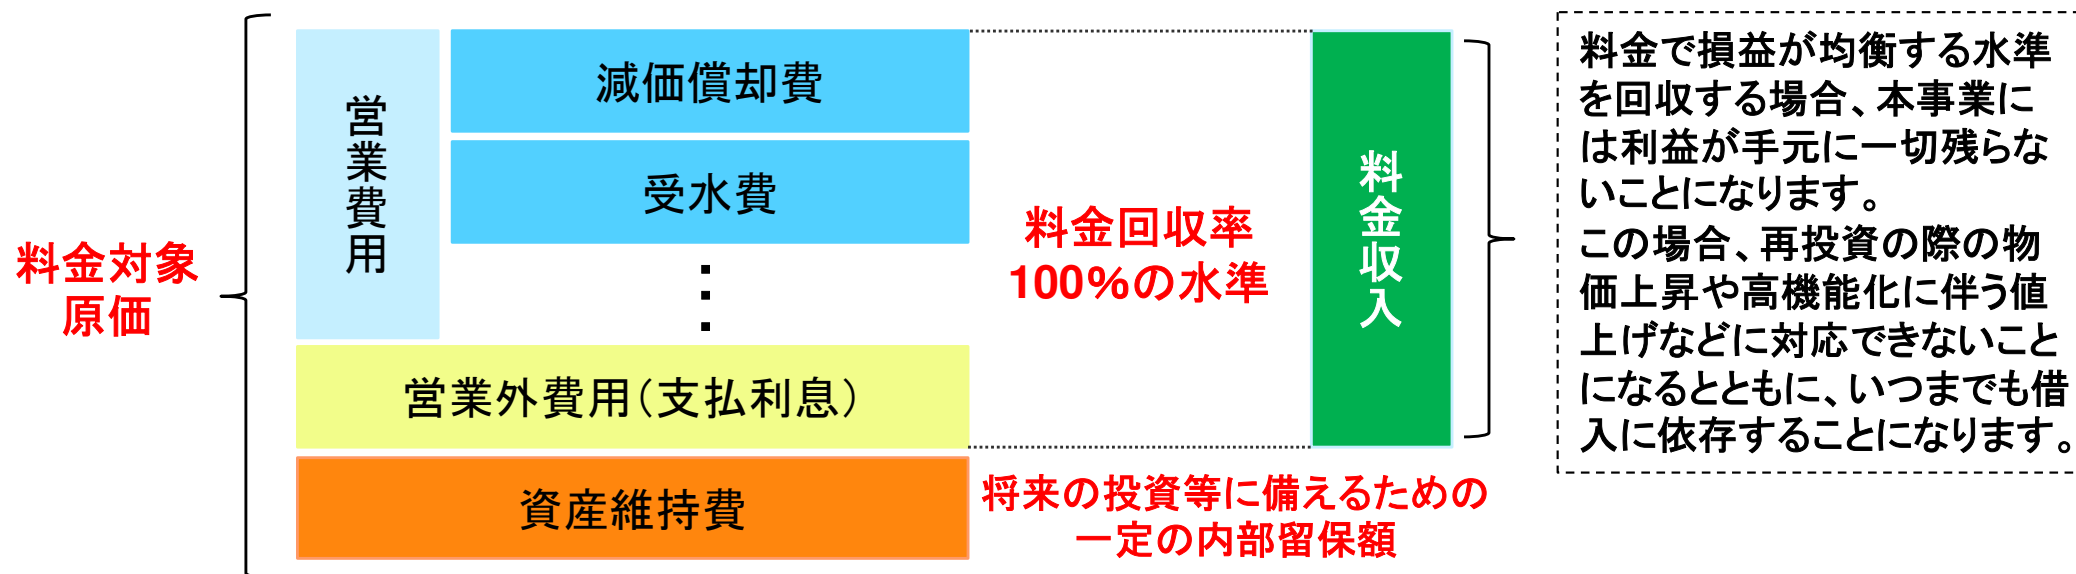 料金対象
原価
営業費用
減価償却費
受水費
⋮
営業外費用(支払利息)
資産維持費
料金回収率
100%の水準
将来の投資等に備えるための
一定の内部留保額
料金収入
料金で損益が均衡する水準
を回収する場合、本事業に
は利益が手元に一切残らな
いことになります。
この場合、再投資の際の物
価上昇や高機能化に伴う値
上げなどに対応できないこと
になるとともに、いつまでも借
入に依存することになります。